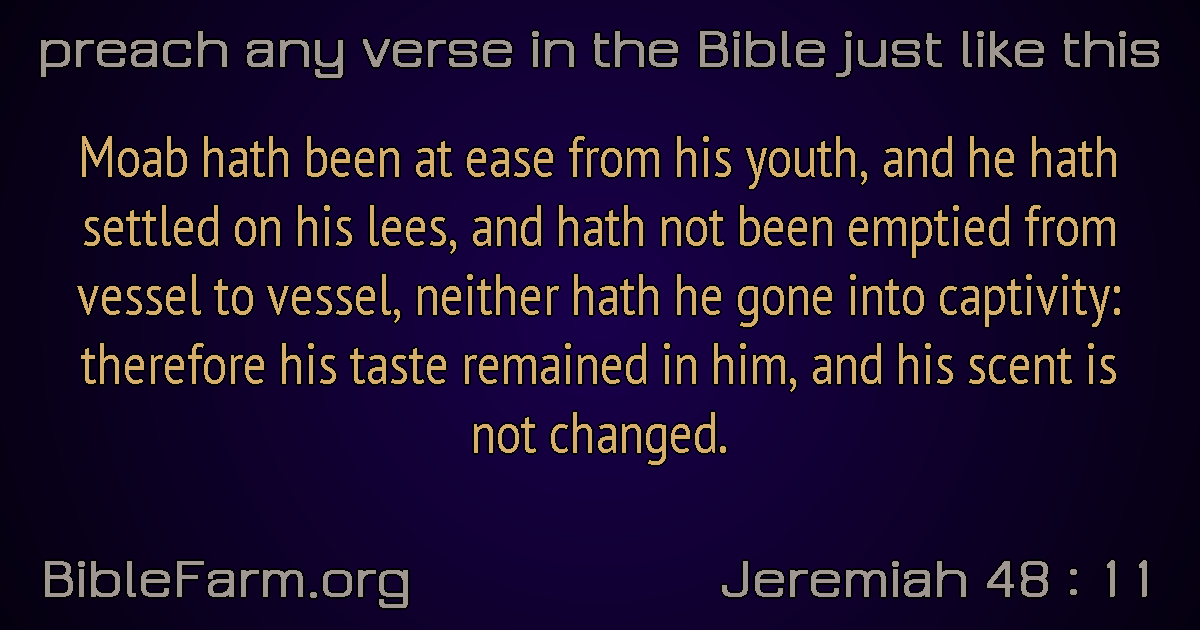 preach any verse in the Bible just like this
Moab hath been at ease from his youth, and he hath
settled on his lees, and hath not been emptied from
vessel to vessel, neither hath he gone into captivity:
therefore his taste remained in him, and his scent is
not changed.
BibleFarm.org
Jeremiah 48 : 11